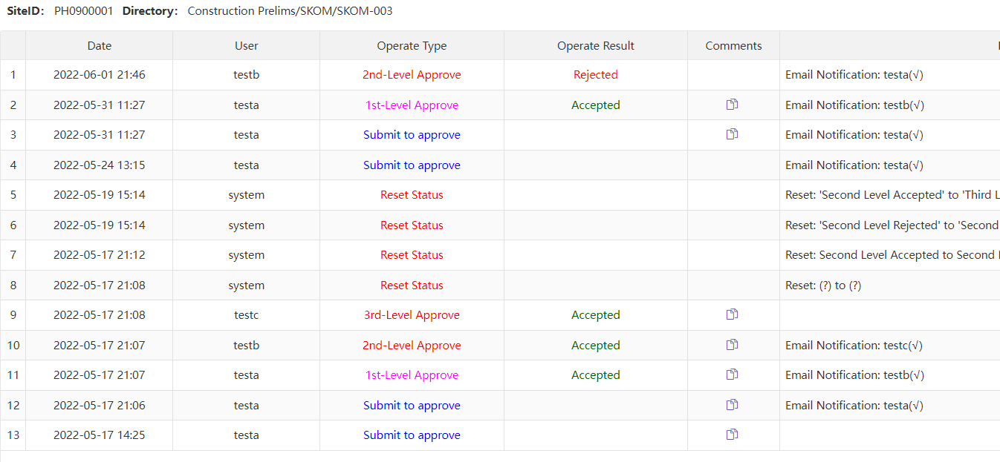 SiteID: PH0900001 Directory: Construction Prelims/SKOM/SKOM-003
Date User Operate Type Operate Result Comments
1 2022-06-01 21:46 testb 2nd-Level Approve Rejected Email Notification: testa(√)
2 2022-05-31 11:27 testa 1st-Level Approve Accepted Email Notification: testb(√)
3 2022-05-31 11:27 testa Submit to approve Email Notification: testa(√)
4 2022-05-24 13:15 testa Submit to approve Email Notification: testa(√)
5 2022-05-19 15:14 system Reset Status Reset: 'Second Level Accepted' to 'Third
6 2022-05-19 15:14 system Reset Status Reset: 'Second Level Rejected' to 'Second
7 2022-05-17 21:12 system Reset Status Reset: Second Level Accepted to Second
8 2022-05-17 21:08 system Reset Status Reset: (?) to (?)
9 2022-05-17 21:08 testc 3rd-Level Approve Accepted
10 2022-05-17 21:07 testb 2nd-Level Approve Accepted Email Notification: testc(√)
11 2022-05-17 21:07 testa 1st-Level Approve Accepted Email Notification: testb(√)
12 2022-05-17 21:06 testa Submit to approve Email Notification: testa(√)
13 2022-05-17 14:25 testa Submit to approve